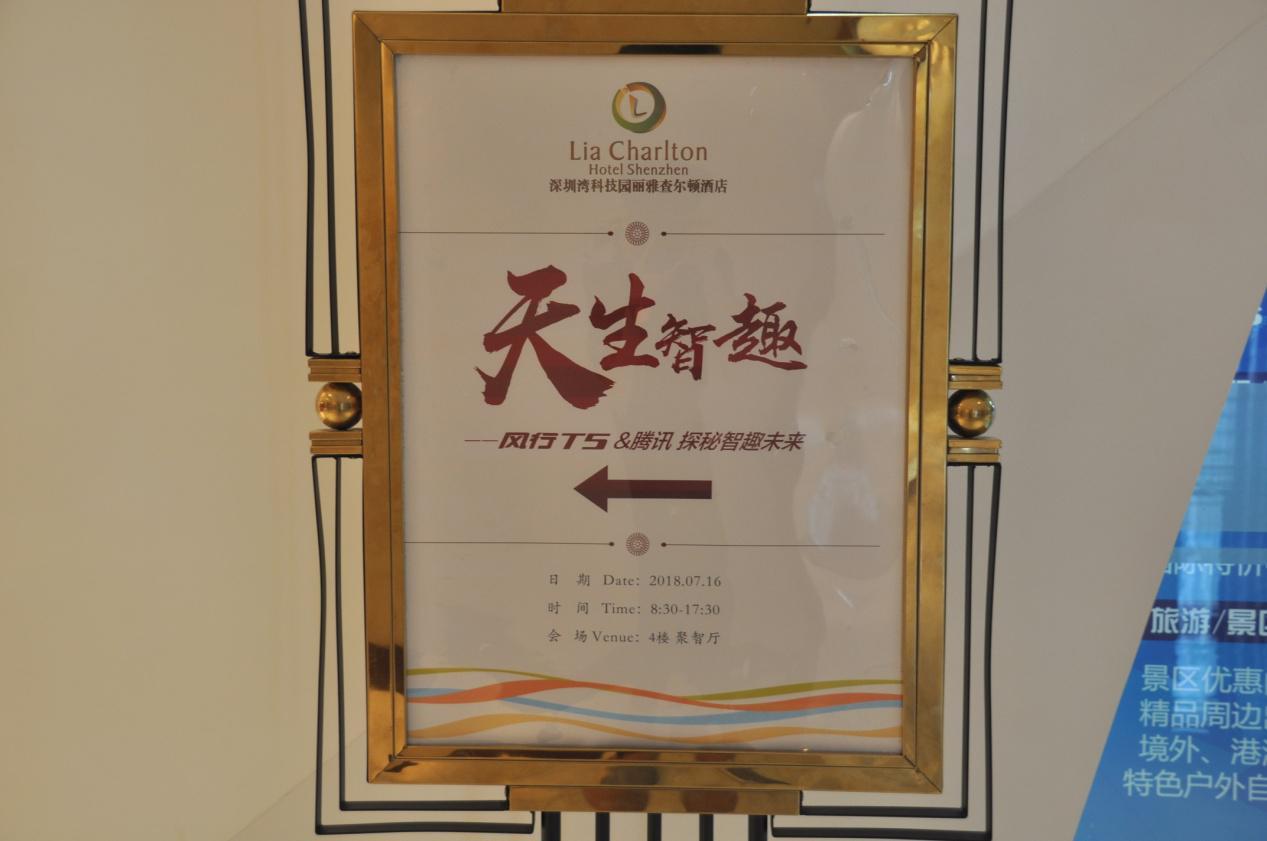 Lia Charlton
Hotel Shenzhen
深圳湾科技园丽雅查尔顿酒店
天生智趣
——风行T5 &腾讯 探秘智趣未来
日 期 Date: 2018.07.16
时 间 Time: 8:30-17:30
会 场 Venue: 4楼 聚智厅
旅游/景区
景区优惠
精品周边
境外、港
特色户外自